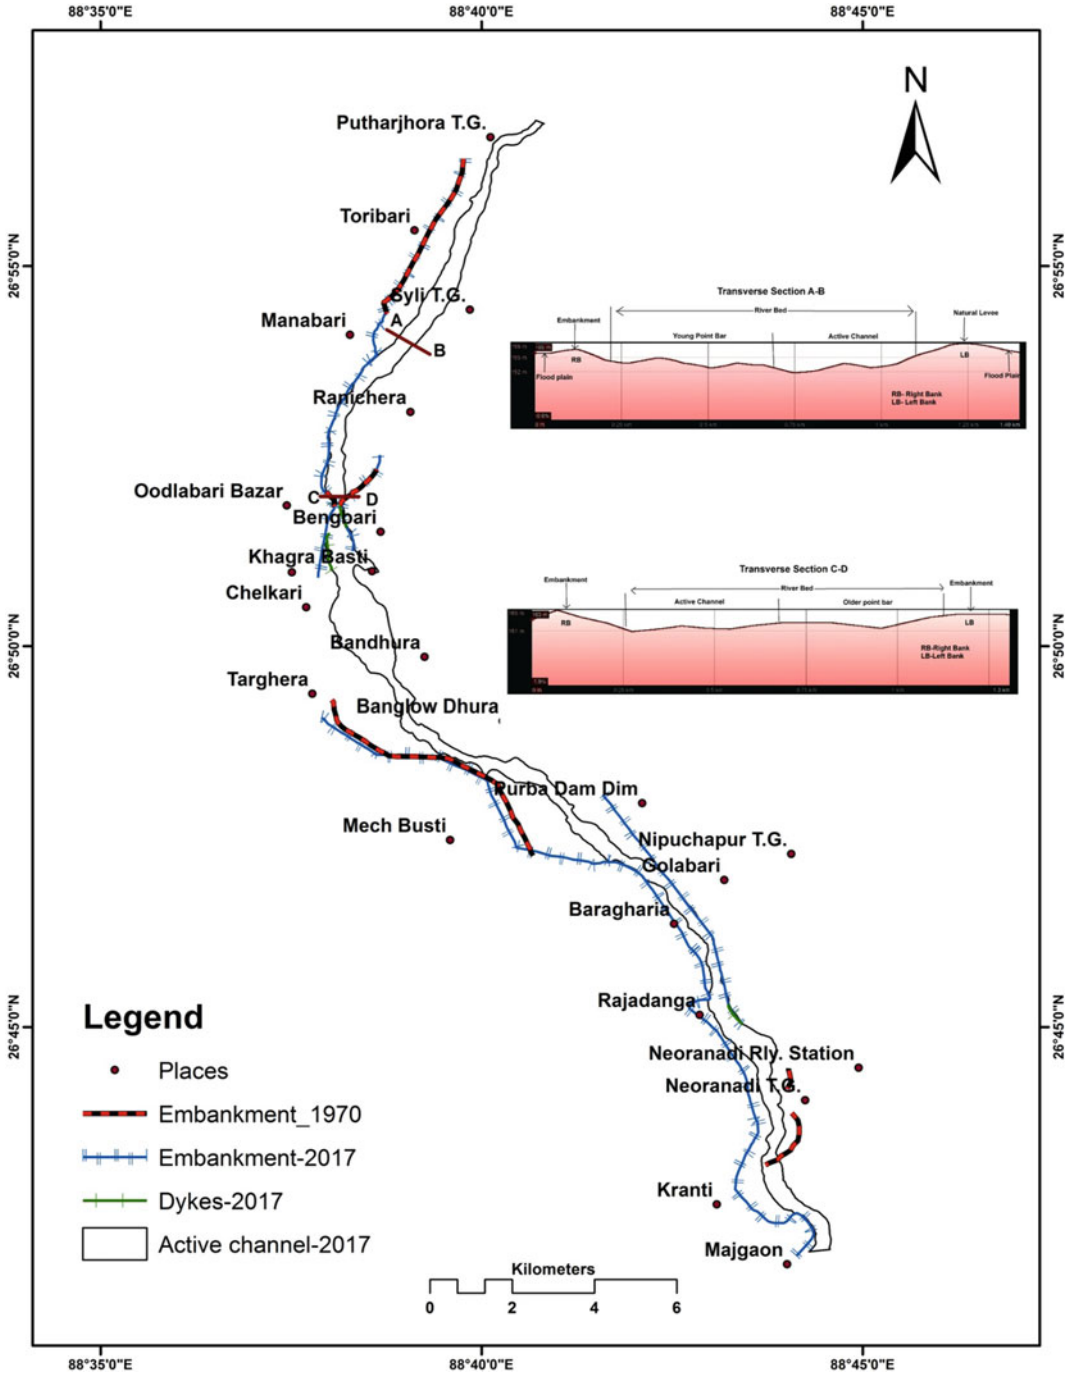 88°35'0"E
88°40'0"E
88°45'0"E
N
Putharjhora T.G.
Toribari
26°55'0"N
26°55'0"N
Syli T.G.
Manabari
A
B
Transverse Section A-B
River Bed
Embankment
Natural Levee
Young Point Bar
Active Channel
RB
LB
Flood plain
Flood Plain
RB- Right Bank
LB- Left Bank
Ranichera
Oodlabari Bazar
C
D
Bengbari
Khagra Basti
Chelkari
Transverse Section C-D
Embankment
River Bed
Embankment
Active Channel
Older point bar
RB
LB
RB-Right Bank
LB-Left Bank
26°50'0"N
26°50'0"N
Bandhura
Targhera
Banglow Dhura
Purba Dam Dim
Mech Busti
Nipuchapur T.G.
Golabari
Baragharia
Rajadanga
26°45'0"N
26°45'0"N
Neoranadi Rly. Station
Neoranadi T.G.
Kranti
Majgaon
Legend
Places
Embankment_1970
Embankment-2017
Dykes-2017
Active channel-2017
Kilometers
0 2 4 6
88°35'0"E
88°40'0"E
88°45'0"E